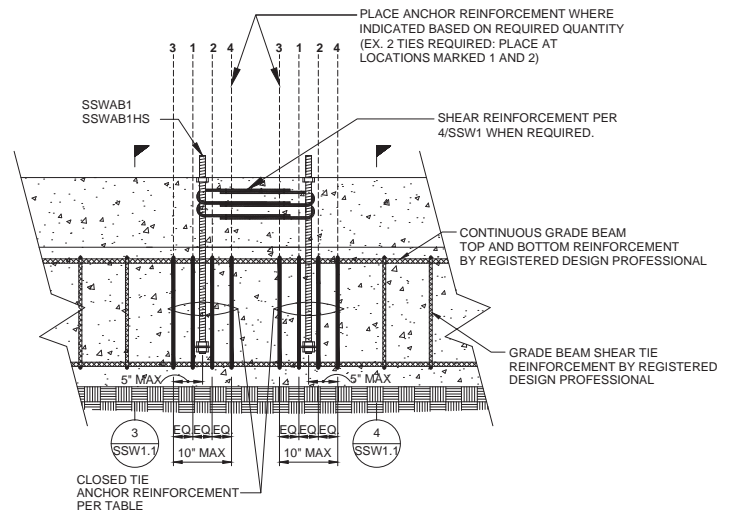 PLACE ANCHOR REINFORCEMENT WHERE
INDICATED BASED ON REQUIRED QUANTITY
(EX. 2 TIES REQUIRED: PLACE AT
LOCATIONS MARKED 1 AND 2)
3 1 2 4 3 1 2 4
SSWAB1
SSWAB1HS
SHEAR REINFORCEMENT PER
4/SSW1 WHEN REQUIRED.
CONTINUOUS GRADE BEAM
TOP AND BOTTOM REINFORCEMENT
BY REGISTERED DESIGN PROFESSIONAL
GRADE BEAM SHEAR TIE
REINFORCEMENT BY REGISTERED
DESIGN PROFESSIONAL
5" MAX 5" MAX
3
SSW1.1
EQ. EQ. EQ. EQ. EQ. EQ.
10" MAX 10" MAX
4
SSW1.1
CLOSED TIE
ANCHOR REINFORCEMENT
PER TABLE